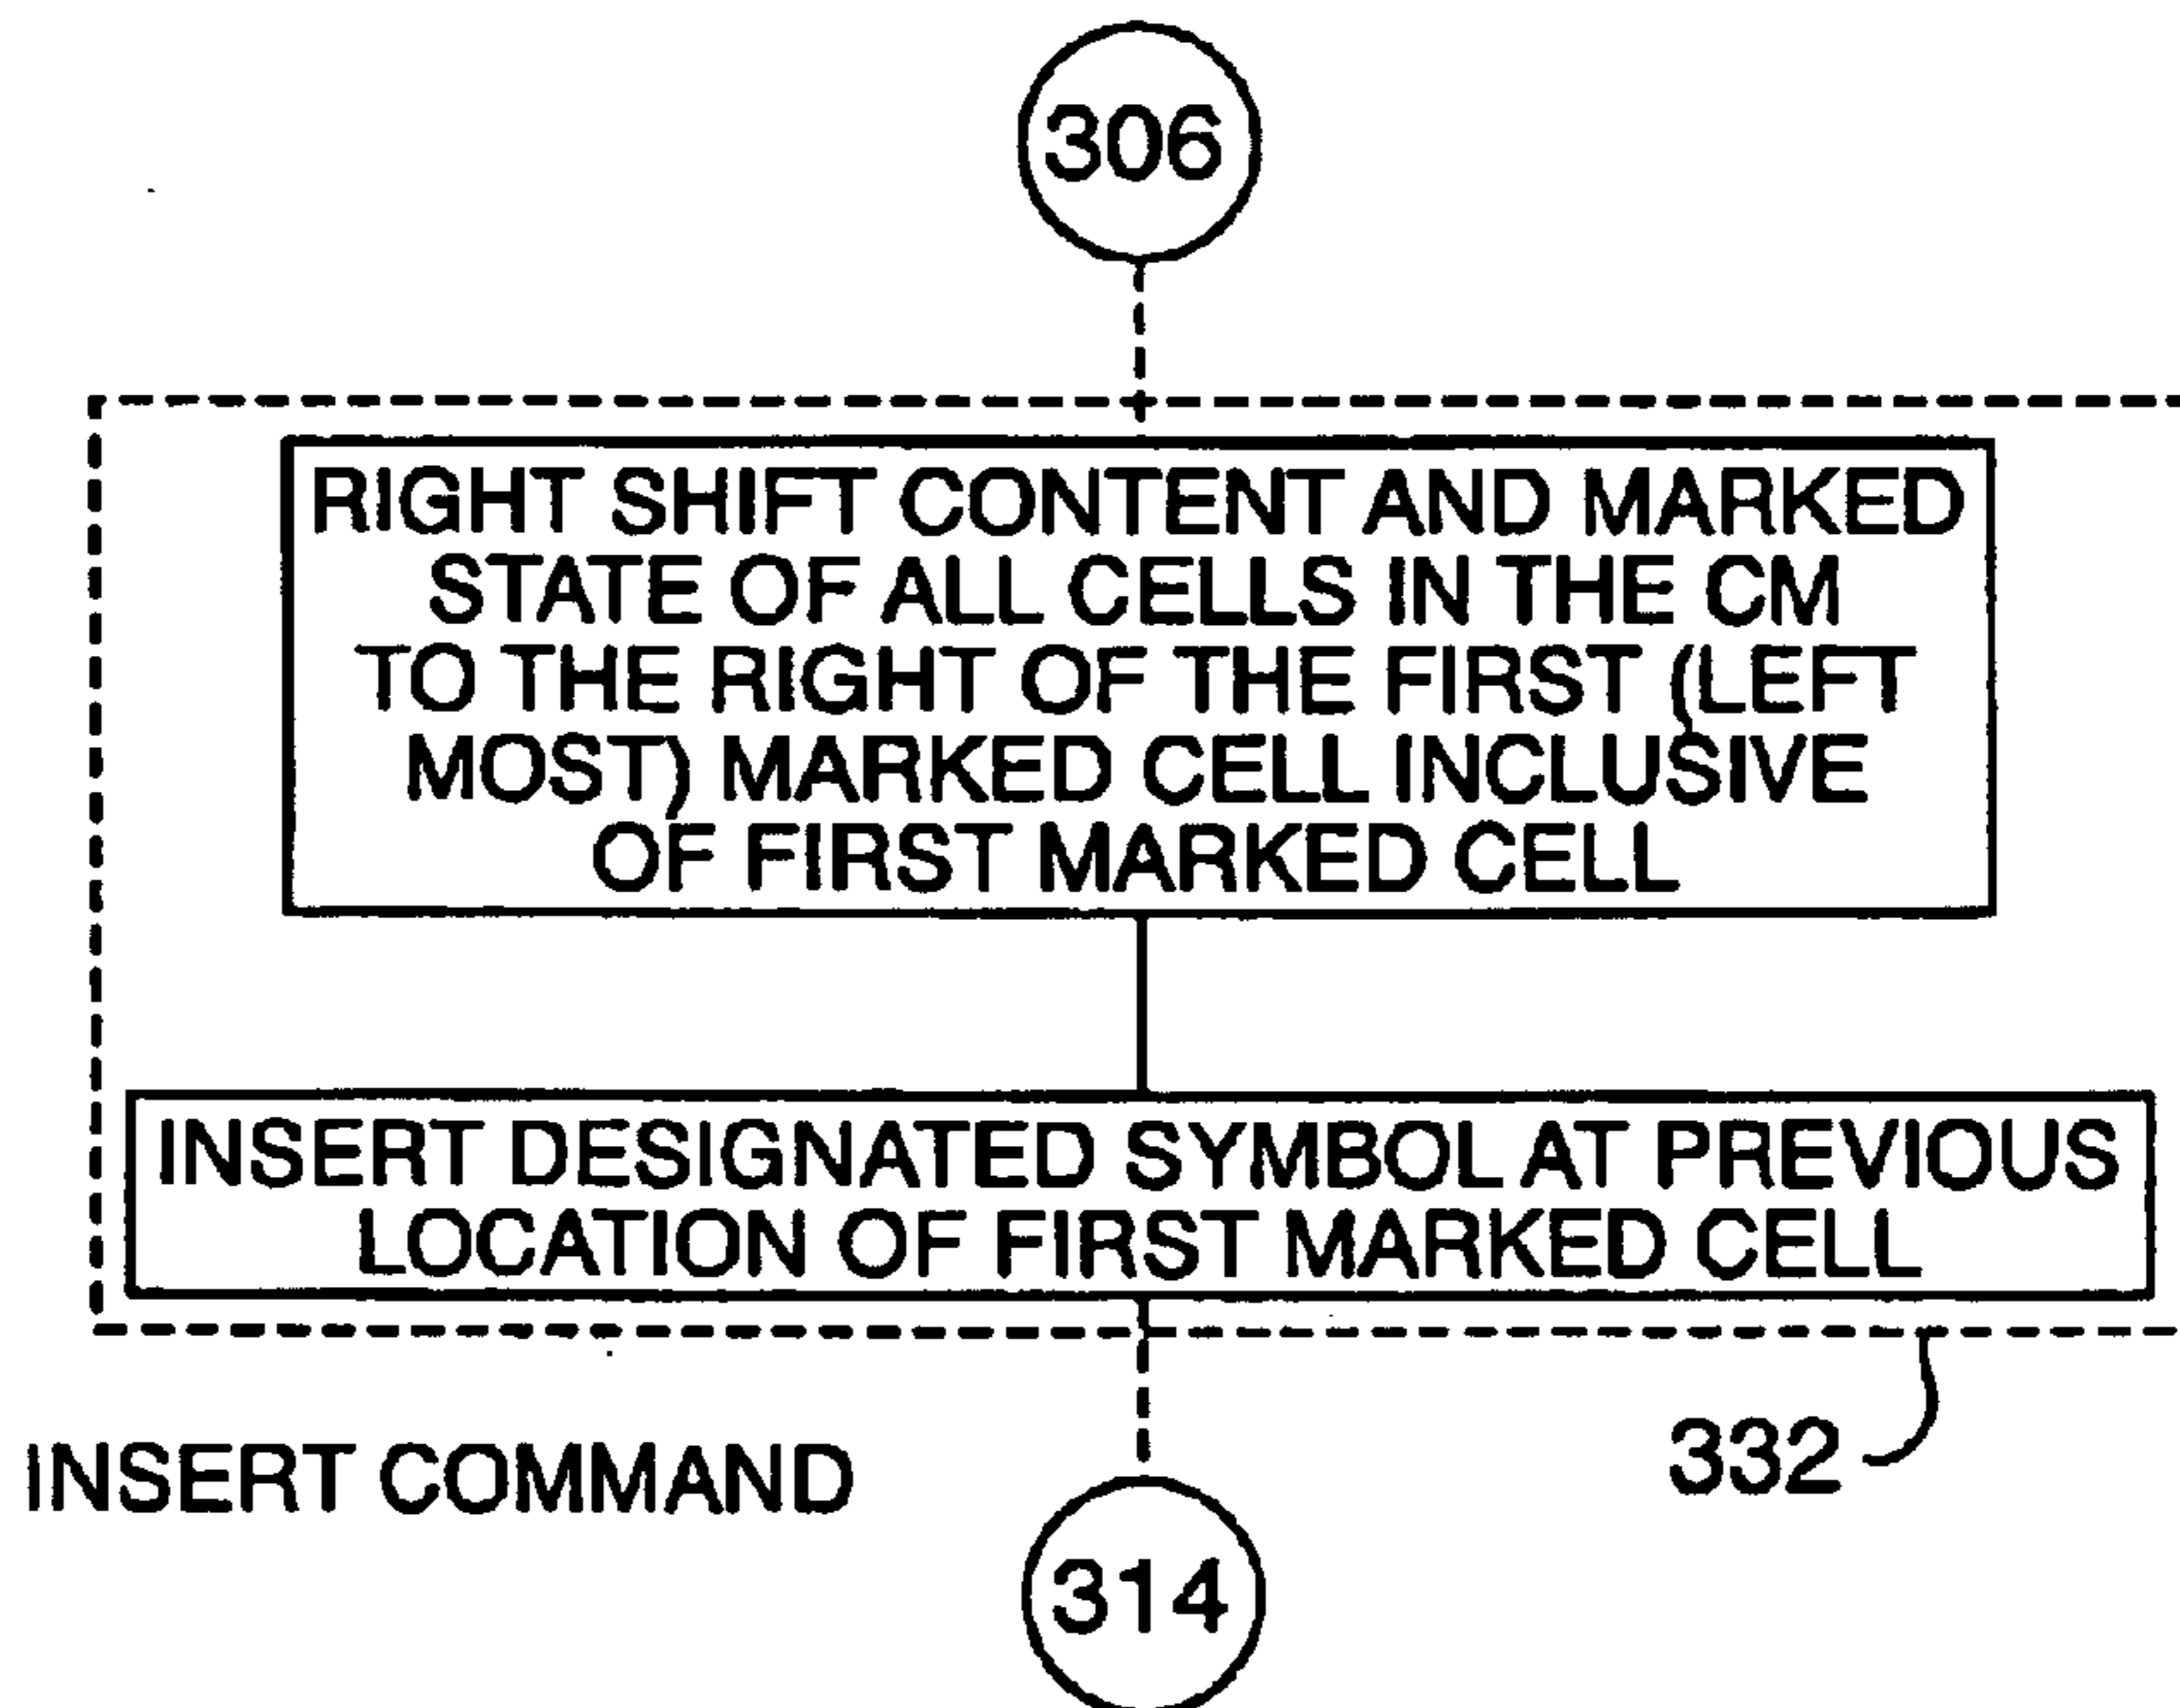 306
RIGHT SHIFT CONTENT AND MARKED
STATE OF ALL CELLS IN THE CM
TO THE RIGHT OF THE FIRST (LEFT
MOST) MARKED CELL INCLUSIVE
OF FIRST MARKED CELL
INSERT DESIGNATED SYMBOL AT PREVIOUS
LOCATION OF FIRST MARKED CELL
INSERT COMMAND
332
314